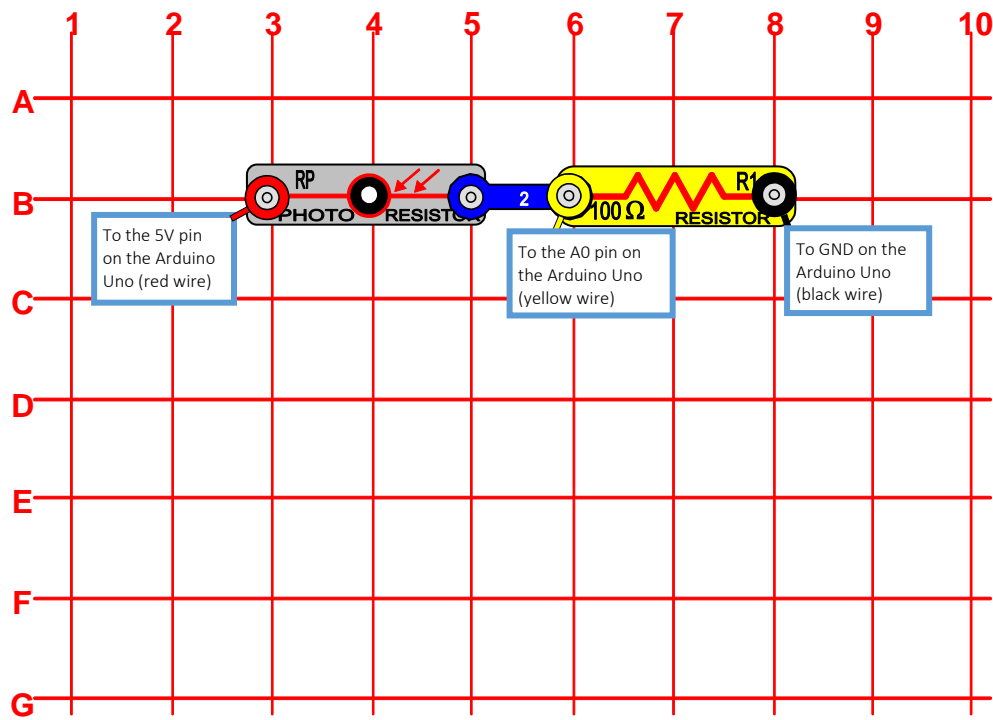 1 2 3 4 5 6 7 8 9 10
A
RP
R1
B
2
100 Ω
PHOTO RESISTOR
RESISTOR
To the 5V pin
on the Arduino
Uno (red wire)
To the A0 pin on
the Arduino Uno
(yellow wire)
To GND on the
Arduino Uno
(black wire)
C
D
E
F
G